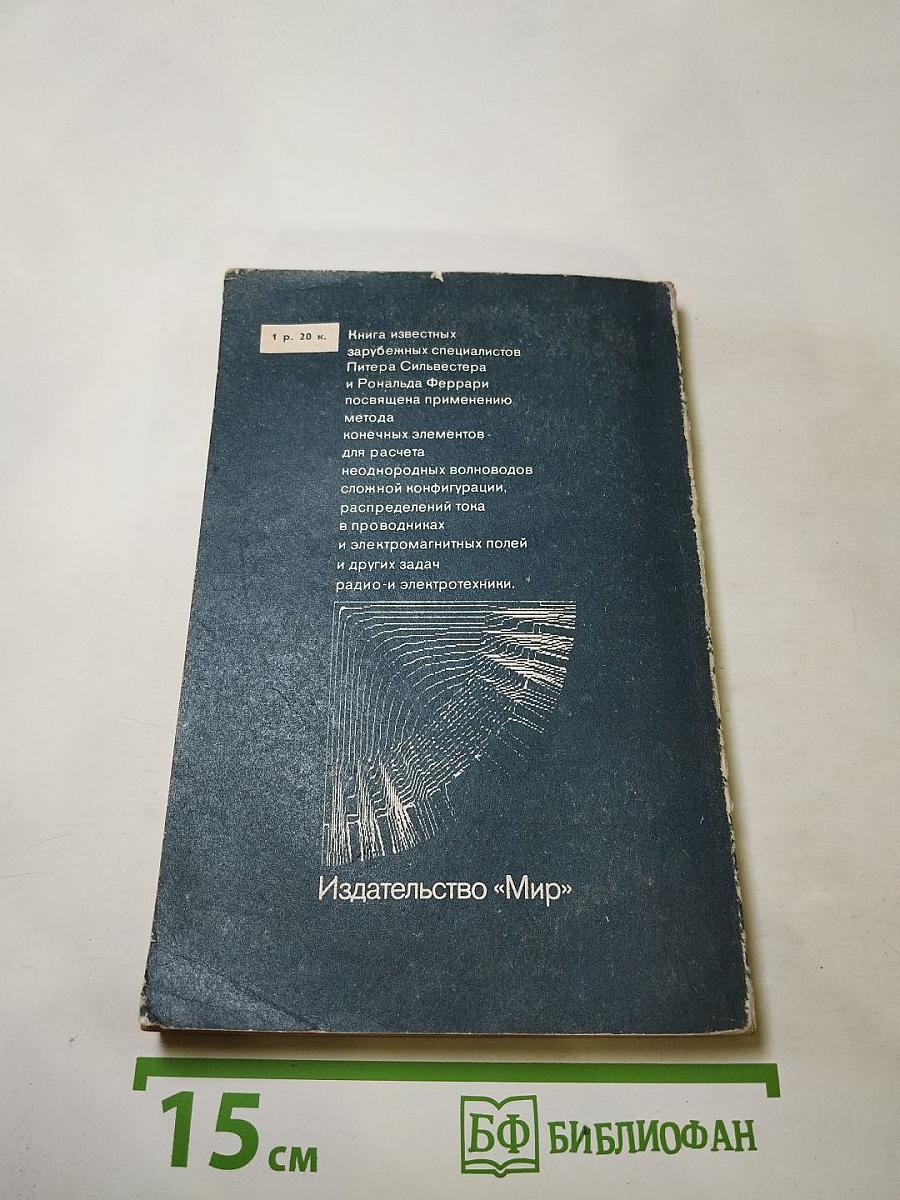 1 р. 20 к.
Книга известных
зарубежных специалистов
Питера Сильвестера
и Рональда Феррари
посвящена применению
метода
конечных элементов
для расчета
неоднородных волноводов
сложной конфигурации,
распределений тока
в проводниках
и электромагнитных полей
и других задач
радио-и электротехники.
Издательство «Мир»
15 см
БФ БИБЛИОФАН